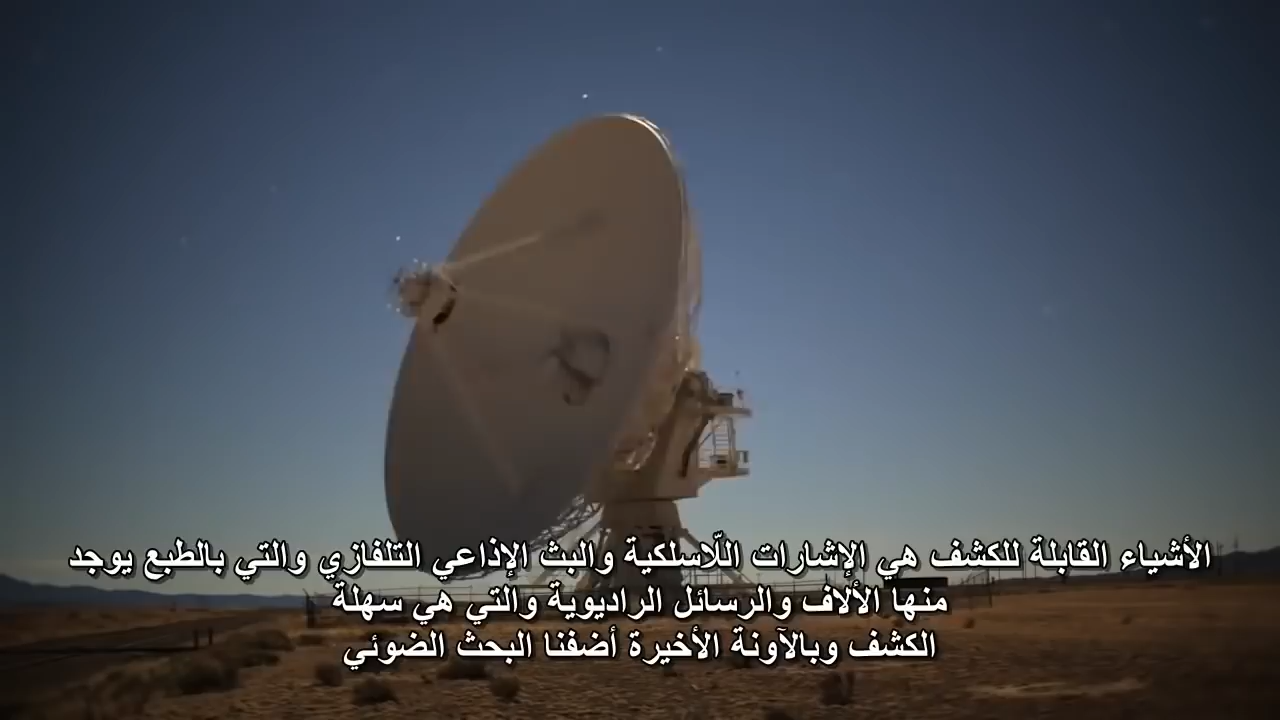 الأشياء القابلة للكشف هي الإشارات اللّاسلكية والبث الإذاعي التلفازي والتي بالطبع يوجد
منها الألاف والرسائل الراديوية والتي هي سهلة
الكشف وبالآونة الأخيرة أضفنا البحث الضوئي